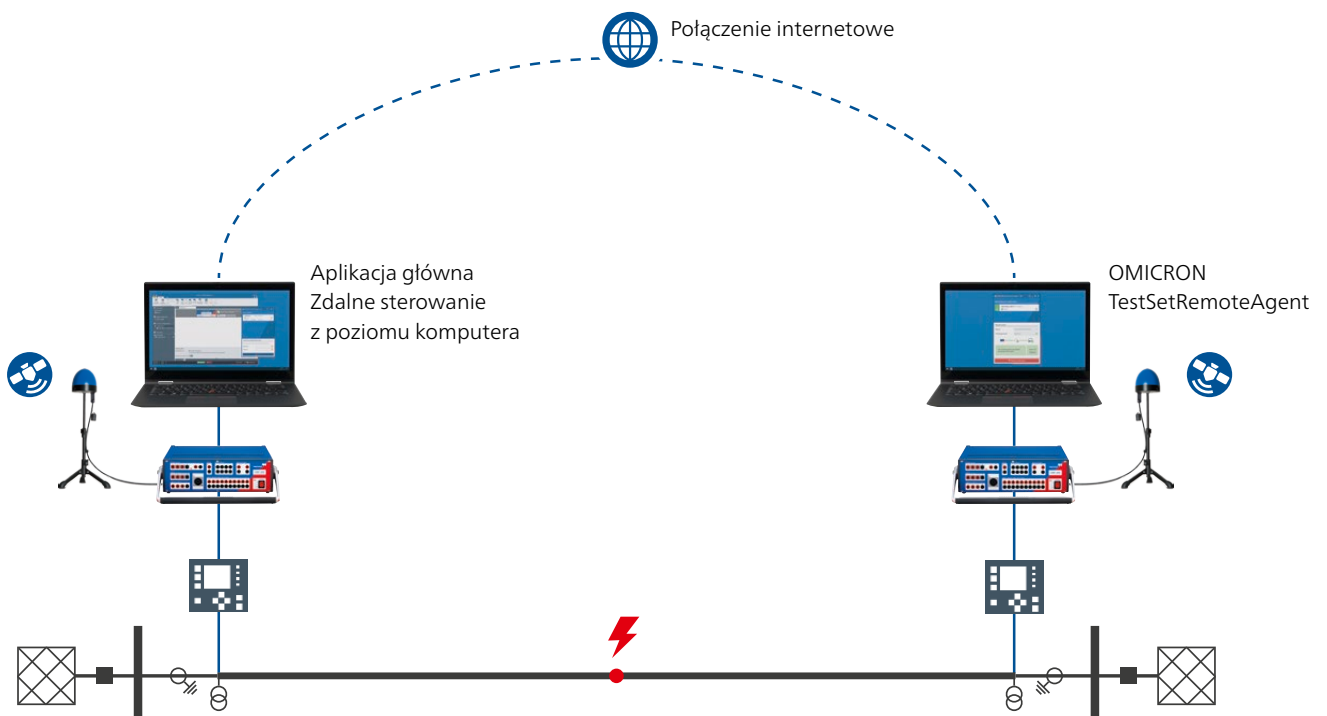 Połączenie internetowe
Aplikacja główna
Zdalne sterowanie
z poziomu komputera
OMICRON
TestSetRemoteAgent